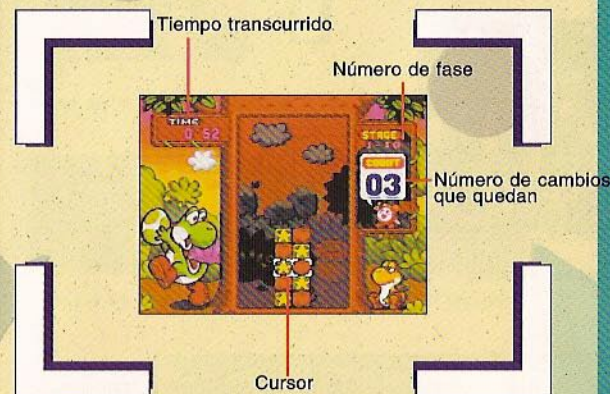 Tiempo transcurrido
Número de fase
TIME
0 52
STAGE
1 10
COUNT
03
Número de cambios
que quedan
Cursor